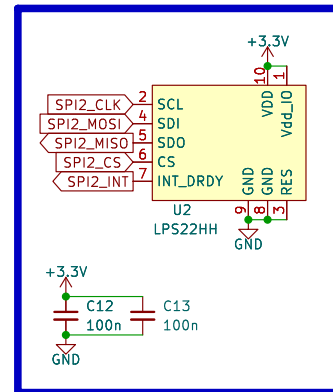 +3.3V
10
1
VDD
Vdd_IO
SPI2_CLK 2 SCL
SPI2_MOSI 4 SDI
SPI2_MISO 5 SDO
SPI2_CS 6 CS
SPI2_INT 7 INT_DRDY
GND GND RES
9 8 3
U2
LPS22HH
GND
+3.3V
C12 C13
100n 100n
GND